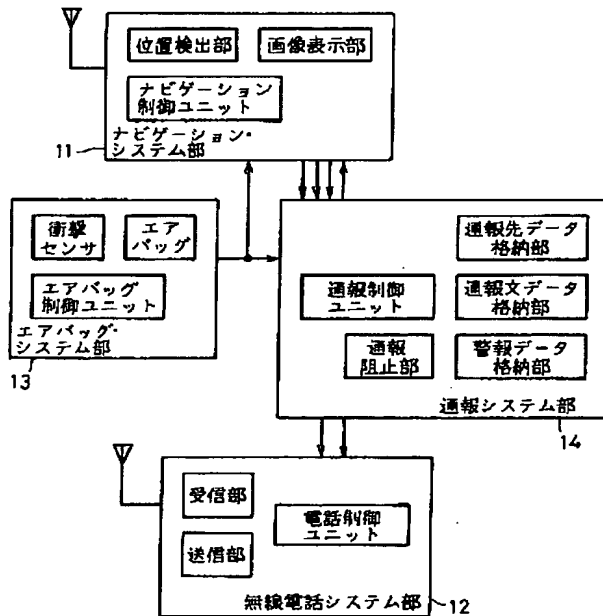 位置検出部
画像表示部
ナビゲーション
制御ユニット
ナビゲーション・
システム部
11
衝撃
センサ
エア
バッグ
エアバッグ
制御ユニット
エアバッグ・
システム部
13
通報先データ
格納部
通報制御
ユニット
通報文データ
格納部
通報
阻止部
警報データ
格納部
通報システム部
14
受信部
電話制御
ユニット
送信部
無線電話システム部
12